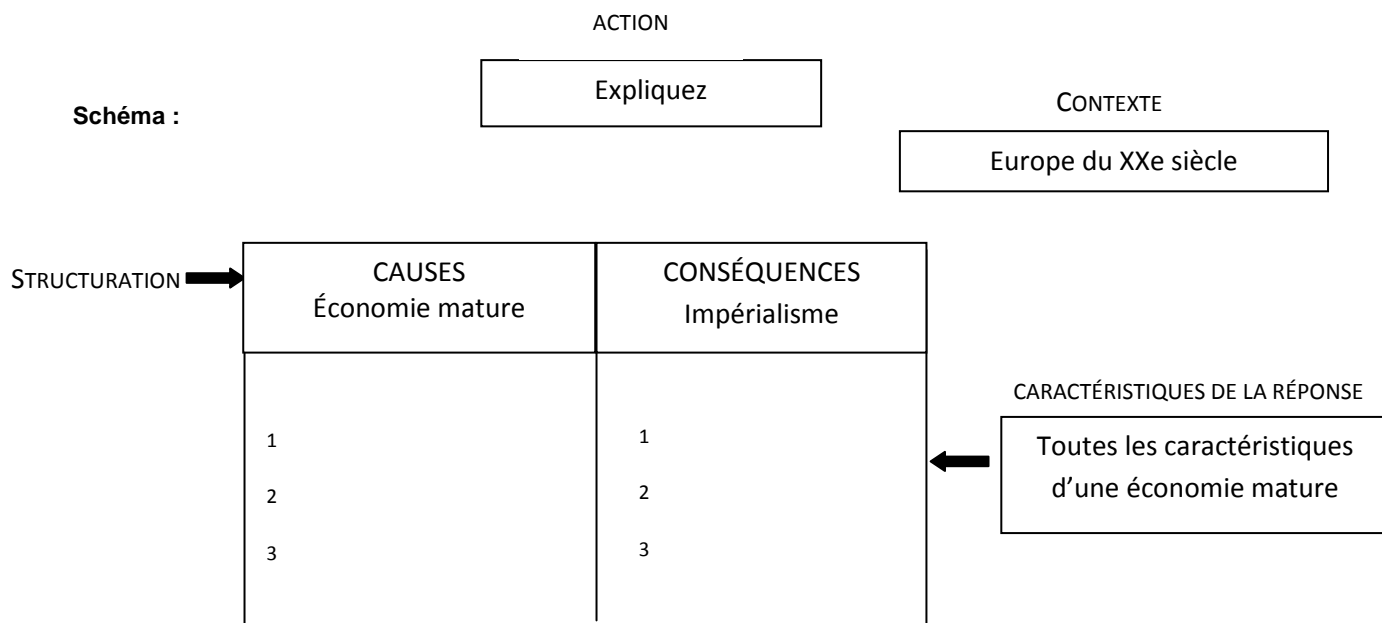 ACTION
Expliquez
Schéma :
CONTEXTE
Europe du XXe siècle
STRUCTURATION
CAUSES
Économie mature
CONSÉQUENCES
Impérialisme
CARACTÉRISTIQUES DE LA RÉPONSE
Toutes les caractéristiques
d’une économie mature
1
2
3
1
2
3